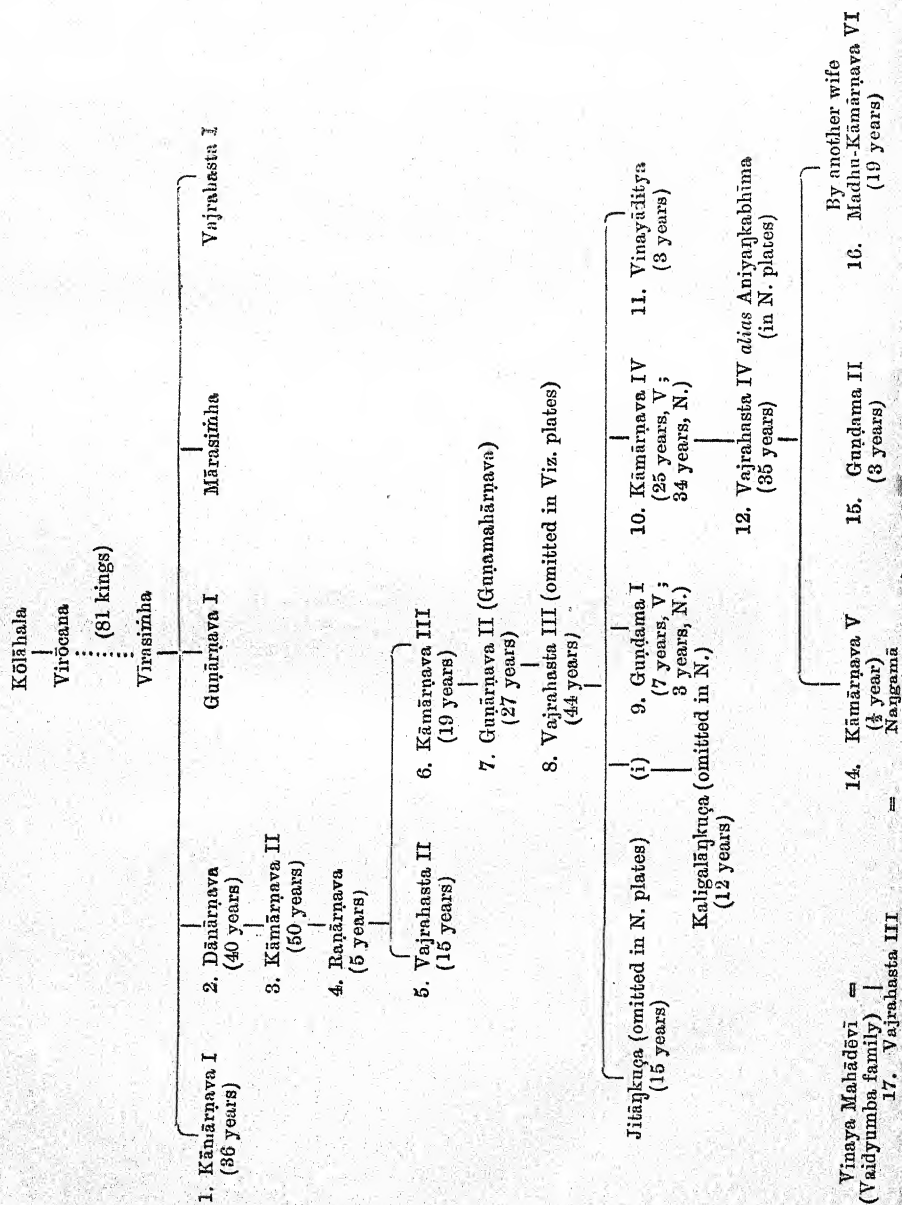 Kōlāhala
Virōcana
(81 kings)
Vīrasiṁha
1. Kāmārṇava I
(36 years)
2. Dānārṇava
(40 years)
Guṇārṇava I
Mārasiṁha
Vajrahasta I
3. Kāmārṇava II
(50 years)
4. Raṇārṇava
(5 years)
5. Vajrahasta II
(15 years)
6. Kāmārṇava III
(19 years)
7. Guṇārṇava II (Guṇamahārṇava)
(27 years)
8. Vajrahasta III (omitted in Viz. plates)
(44 years)
Jitāŋkuça (omitted in N. plates)
(15 years)
(i)
9. Guṇḍama I
(7 years, V ;
3 years, N.)
10. Kāmārṇava IV
(25 years, V ;
34 years, N.)
11. Vinayāditya
(3 years)
Kaligalāŋkuça (omitted in N.)
(12 years)
12. Vajrahasta IV alias Aniyaŋkabhīma
(35 years) (in N. plates)
Vinaya Mahādēvī =
(Vaidyumba family)
14. Kāmārṇava V
(½ year)
= Naŋgamā
15. Guṇḍama II
(3 years)
By another wife
16. Madhu-Kāmārṇava VI
(19 years)
17. Vajrahasta III